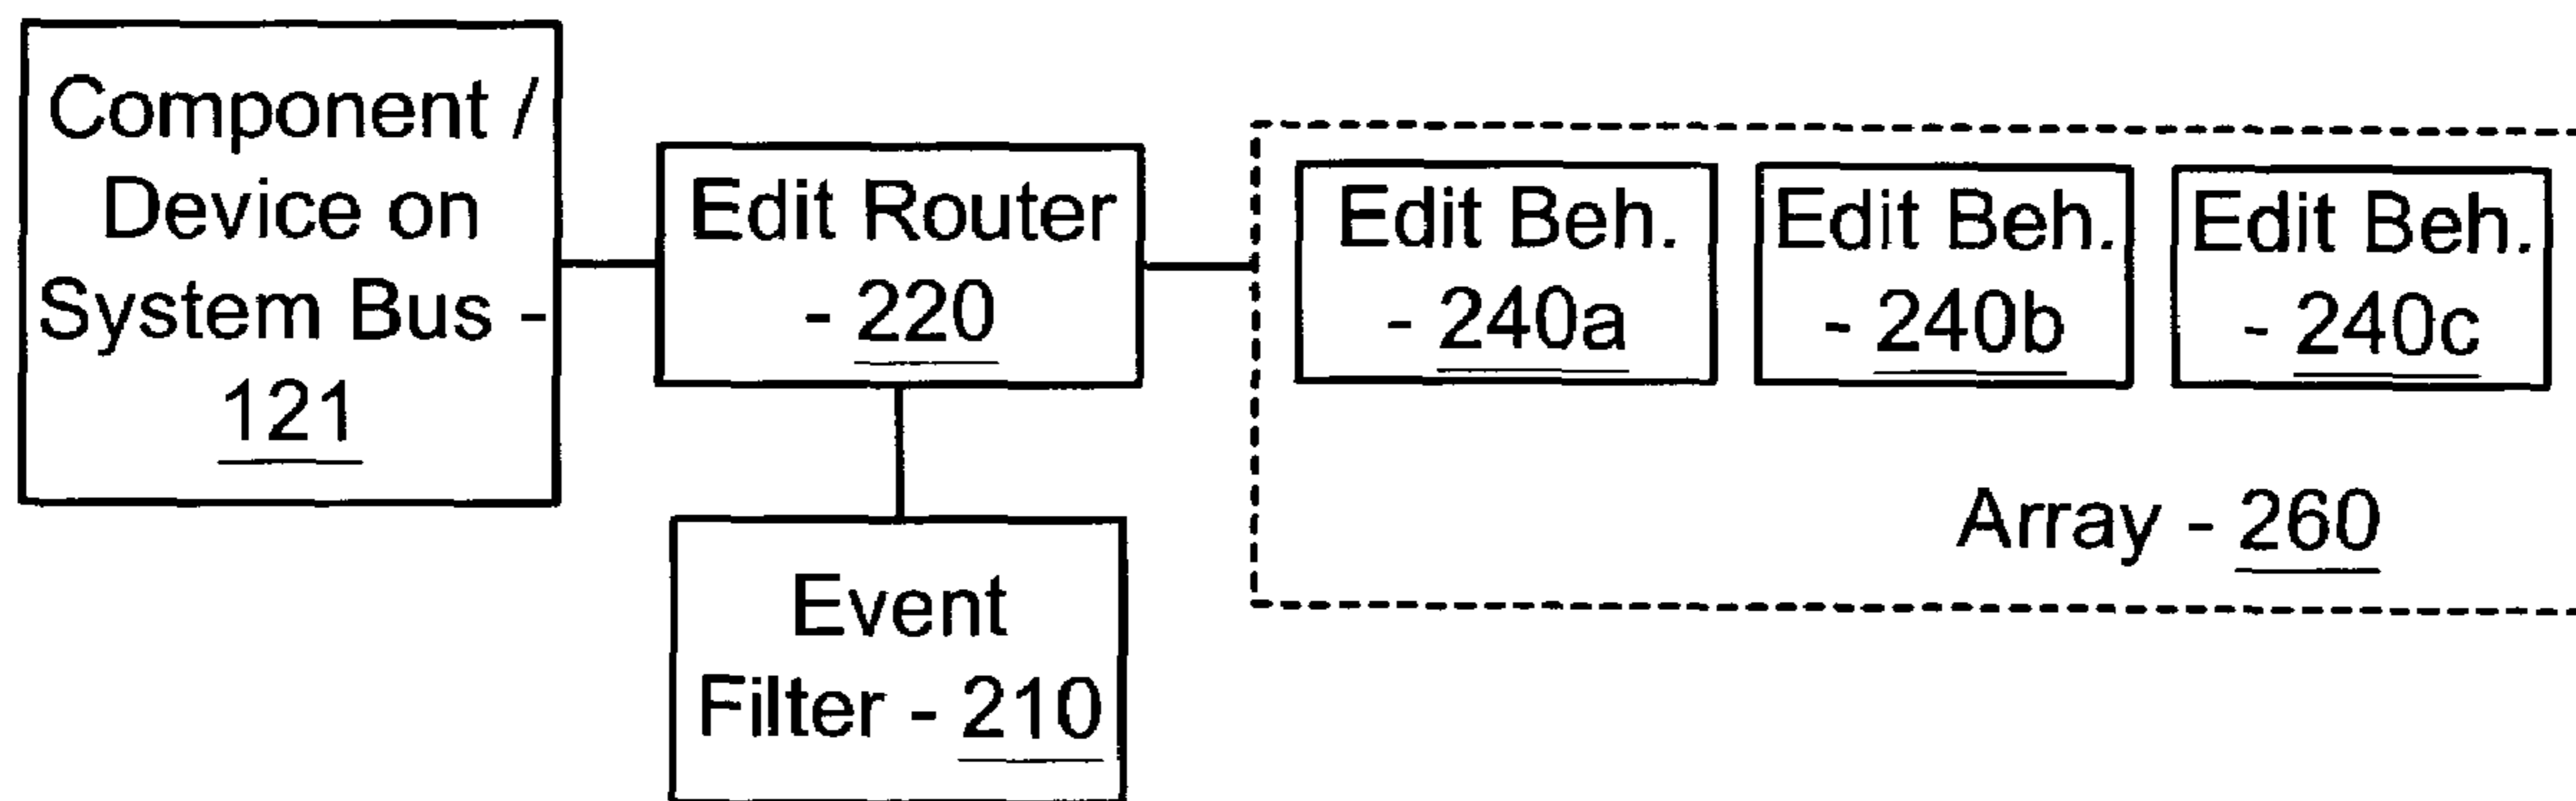 Component /
Device on
System Bus -
121
Edit Router
- 220
Event
Filter - 210
Edit Beh.
- 240a
Edit Beh.
- 240b
Edit Beh.
- 240c
Array - 260